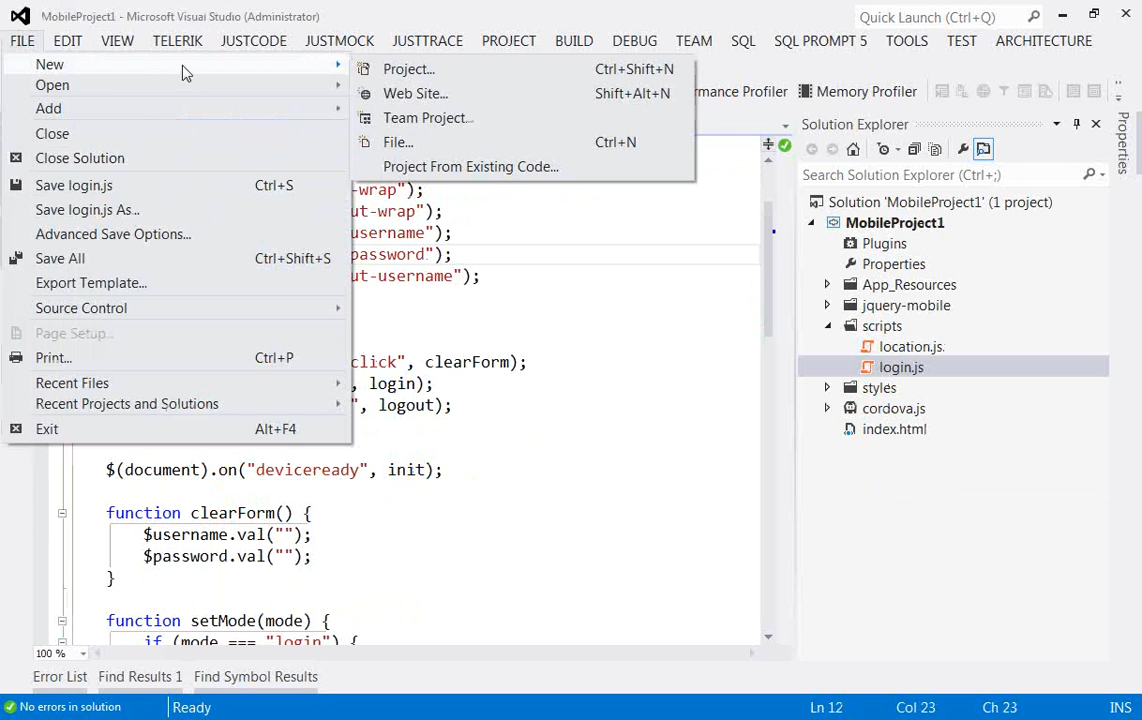 MobileProject1 - Microsoft Visual Studio (Administrator)
Quick Launch (Ctrl+Q)
FILE EDIT VIEW TELERIK JUSTCODE JUSTMOCK JUSTTRACE PROJECT BUILD DEBUG TEAM SQL SQL PROMPT 5 TOOLS TEST ARCHITECTURE
New
Open
Add
Close
Close Solution
Save login.js Ctrl+S
Save login.js As...
Advanced Save Options...
Save All Ctrl+Shift+S
Export Template...
Source Control
Page Setup...
Print... Ctrl+P
Recent Files
Recent Projects and Solutions
Exit Alt+F4
Project... Ctrl+Shift+N
Web Site... Shift+Alt+N
Team Project...
File... Ctrl+N
Project From Existing Code...
Profiler Memory Profiler
-wrap");
ut-wrap");
username");
password");
ut-username");
click", clearForm);
, login);
", logout);
$(document).on("deviceready", init);
function clearForm() {
$username.val("");
$password.val("");
}
function setMode(mode) {
if (mode === "login") {
100 %
Solution Explorer
Search Solution Explorer (Ctrl+;)
Solution 'MobileProject1' (1 project)
MobileProject1
Plugins
Properties
App_Resources
jquery-mobile
scripts
location.js
login.js
styles
cordova.js
index.html
Properties
Error List Find Results 1 Find Symbol Results
No errors in solution Ready Ln 12 Col 23 Ch 23 INS